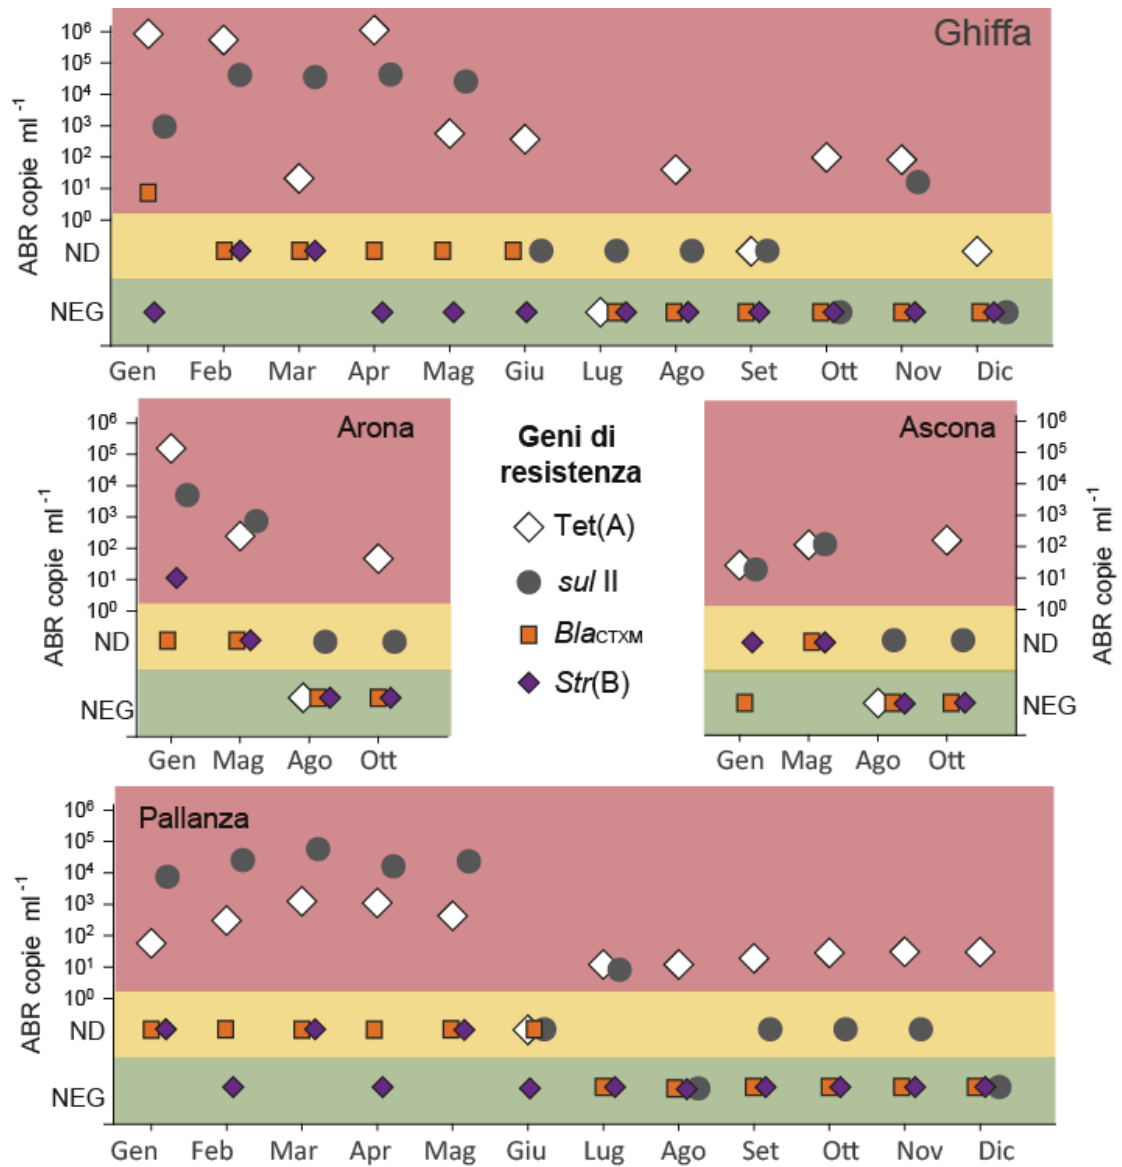 Ghiffa
ABR copie ml⁻¹
10⁶
10⁵
10⁴
10³
10²
10¹
10⁰
ND
NEG
Gen Feb Mar Apr Mag Giu Lug Ago Set Ott Nov Dic
Arona
ABR copie ml⁻¹
10⁶
10⁵
10⁴
10³
10²
10¹
10⁰
ND
NEG
Gen Mag Ago Ott
Geni di
resistenza
Tet(A)
sul II
BlaCTXM
Str(B)
Ascona
10⁶
10⁵
10⁴
10³
10²
10¹
10⁰
ND
NEG
ABR copie ml⁻¹
Gen Mag Ago Ott
Pallanza
ABR copie ml⁻¹
10⁶
10⁵
10⁴
10³
10²
10¹
10⁰
ND
NEG
Gen Feb Mar Apr Mag Giu Lug Ago Set Ott Nov Dic